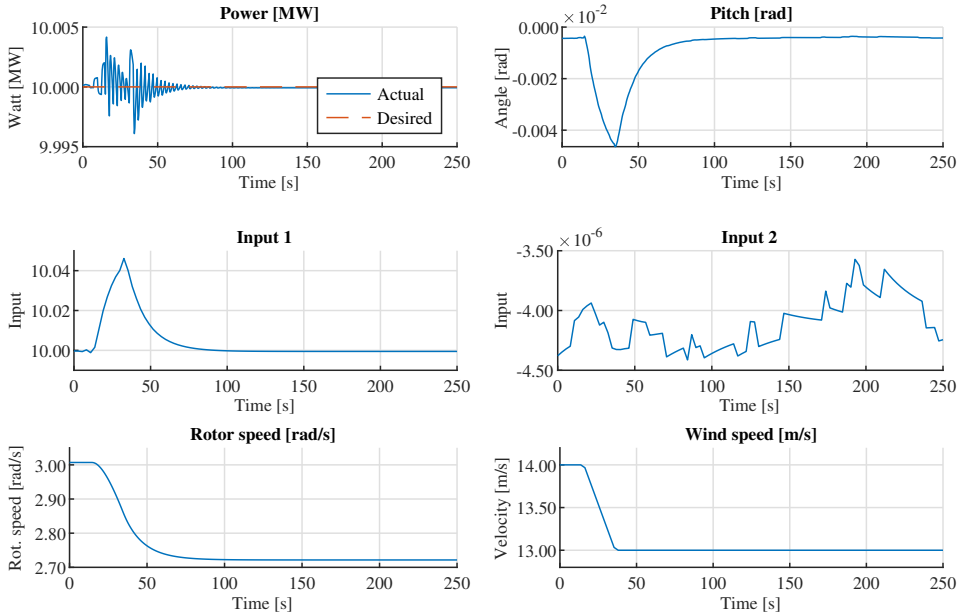 Power [MW]
10.005
10.000
9.995
Watt [MW]
Actual
Desired
0 50 100 150 200 250
Time [s]
Pitch [rad]
×10⁻²
0.000
-0.002
-0.004
Angle [rad]
0 50 100 150 200 250
Time [s]
Input 1
10.04
10.02
10.00
Input
0 50 100 150 200 250
Time [s]
Input 2
×10⁻⁶
-3.50
-4.00
-4.50
Input
0 50 100 150 200 250
Time [s]
Rotor speed [rad/s]
3.00
2.90
2.80
2.70
Rot. speed [rad/s]
0 50 100 150 200 250
Time [s]
Wind speed [m/s]
14.00
13.50
13.00
Velocity [m/s]
0 50 100 150 200 250
Time [s]